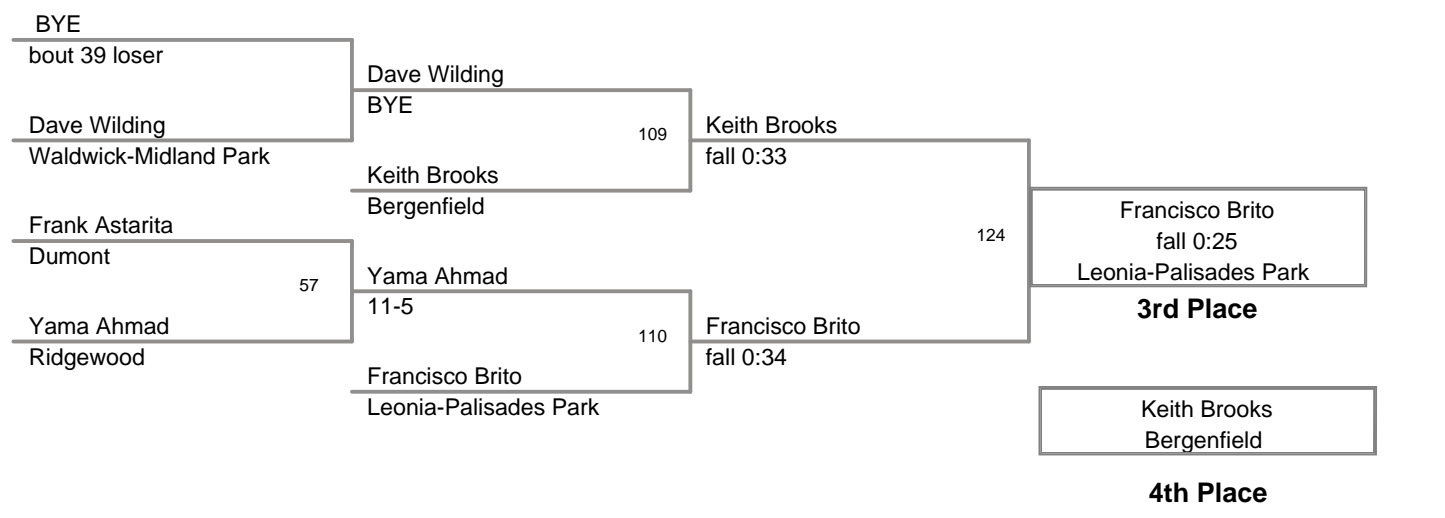 BYE
bout 39 loser
Dave Wilding
BYE
Dave Wilding
109
Keith Brooks
Waldwick-Midland Park
fall 0:33
Keith Brooks
Bergenfield
Francisco Brito
Frank Astarita
124
fall 0:25
Dumont
Leonia-Palisades Park
Yama Ahmad
57
11-5
3rd Place
Yama Ahmad
110
Francisco Brito
Ridgewood
fall 0:34
Francisco Brito
Leonia-Palisades Park
Keith Brooks
Bergenfield
4th Place